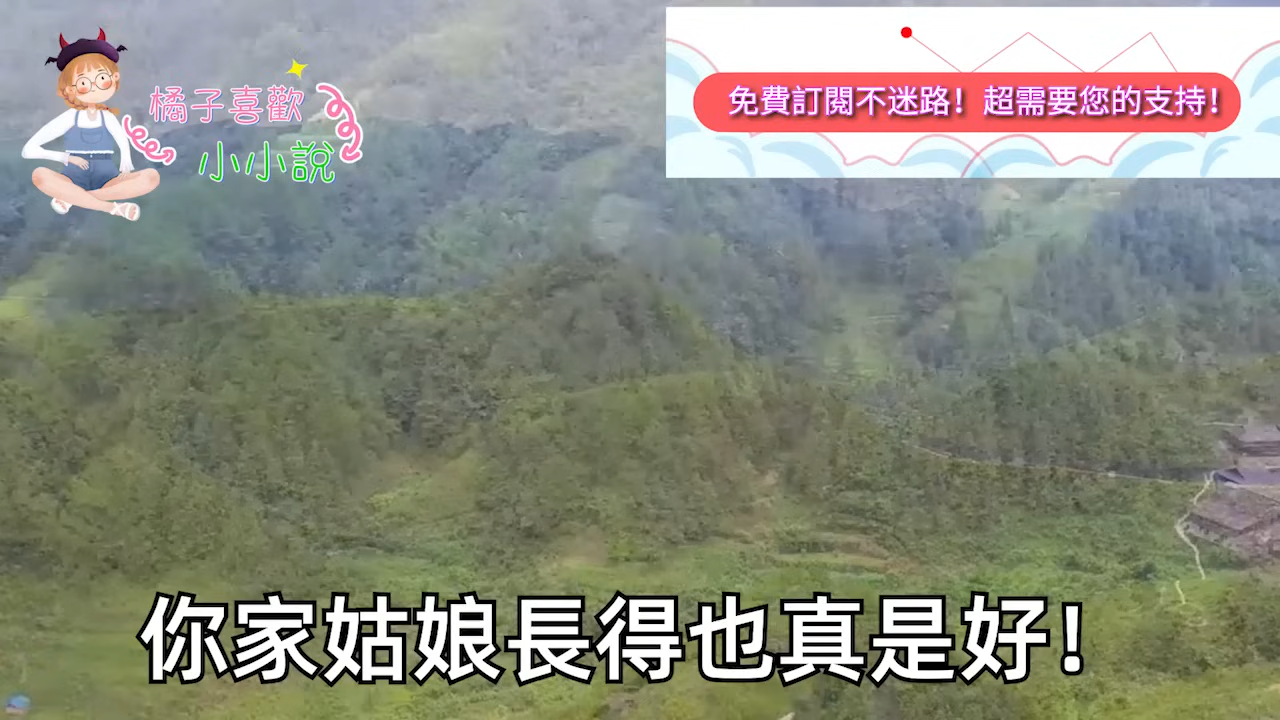 橘子喜歡
小小說
免費訂閱不迷路！超需要您的支持！
你家姑娘長得也真是好！